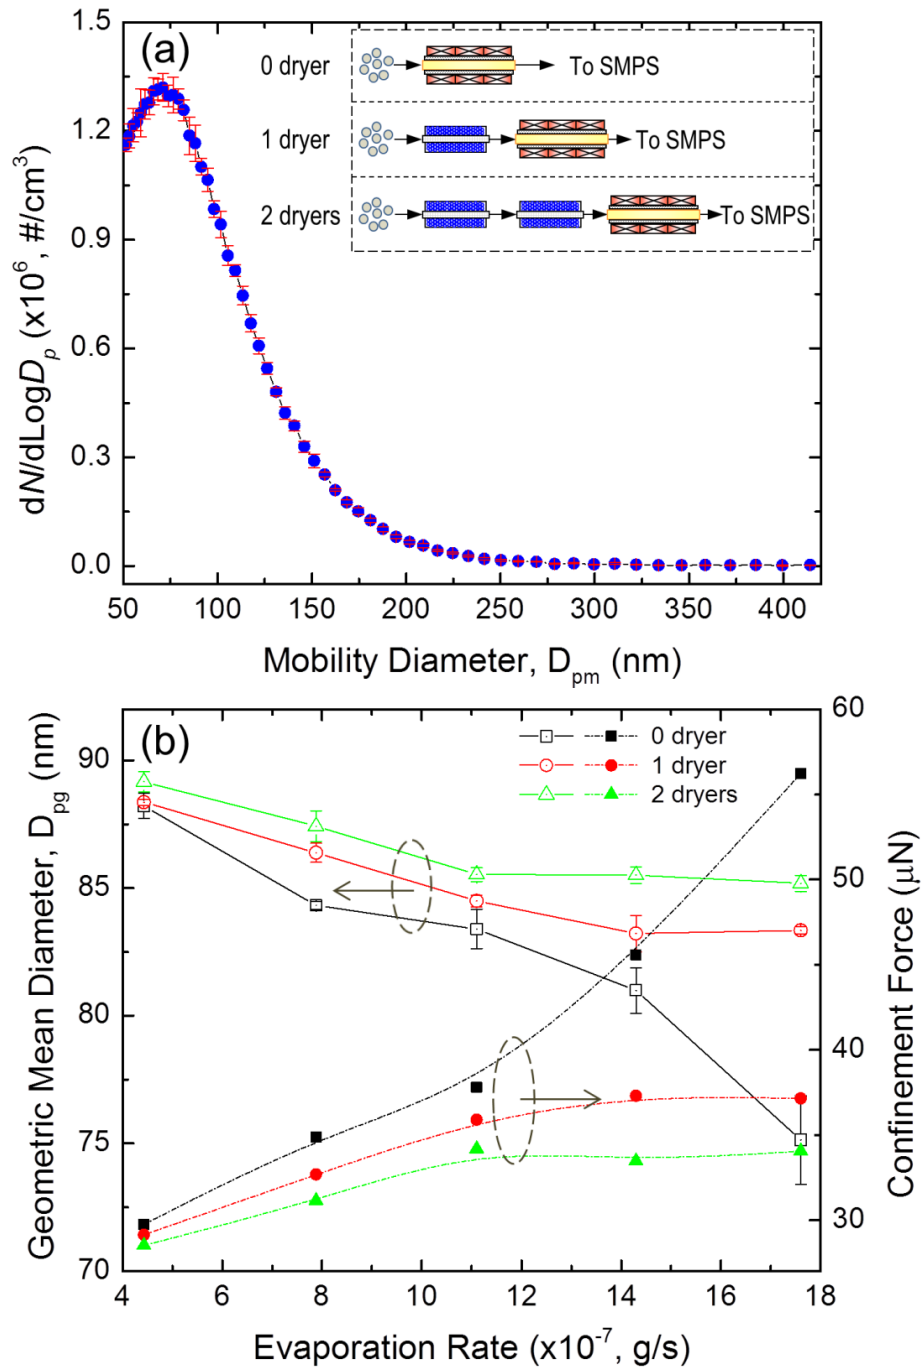 (a)
0 dryer
To SMPS
1 dryer
To SMPS
2 dryers
To SMPS
1.5
1.2
0.9
0.6
0.3
0.0
dN/dLogD_p (x10^6, #/cm^3)
50 100 150 200 250 300 350 400
Mobility Diameter, D_pm (nm)
(b)
0 dryer
1 dryer
2 dryers
90
85
80
75
70
Geometric Mean Diameter, D_pg (nm)
60
50
40
30
Confinement Force (μN)
4 6 8 10 12 14 16 18
Evaporation Rate (x10^-7, g/s)